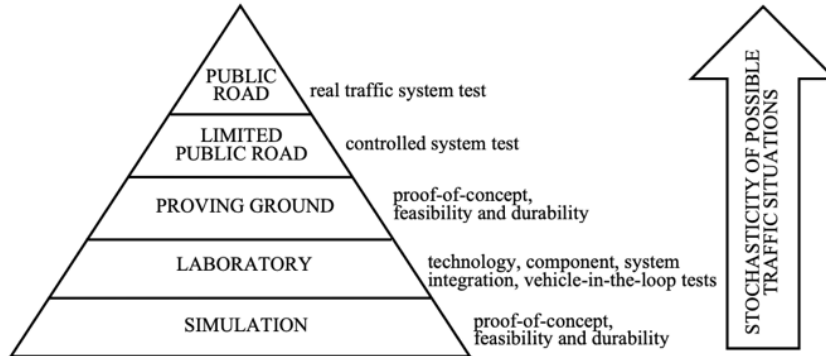 PUBLIC
ROAD
real traffic system test
LIMITED
PUBLIC ROAD
controlled system test
PROVING GROUND
proof-of-concept,
feasibility and durability
LABORATORY
technology, component, system
integration, vehicle-in-the-loop tests
SIMULATION
proof-of-concept,
feasibility and durability
STOCHASTICITY OF POSSIBLE
TRAFFIC SITUATIONS